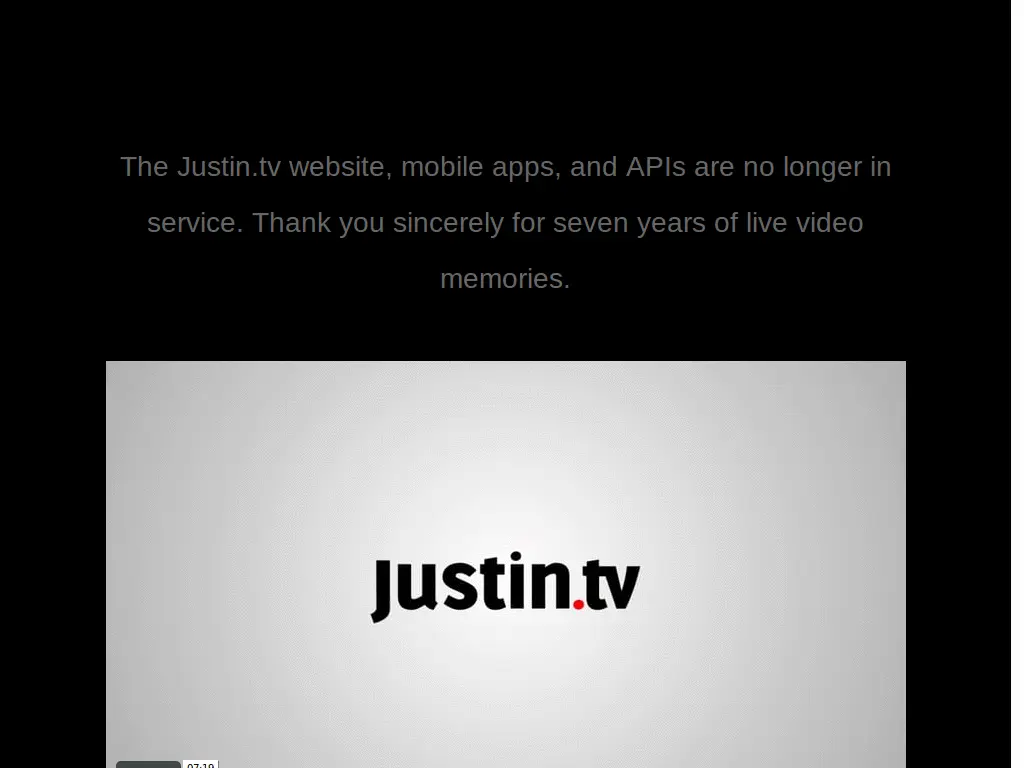 The Justin.tv website, mobile apps, and APIs are no longer in
service. Thank you sincerely for seven years of live video
memories.
Justin.tv
07:19